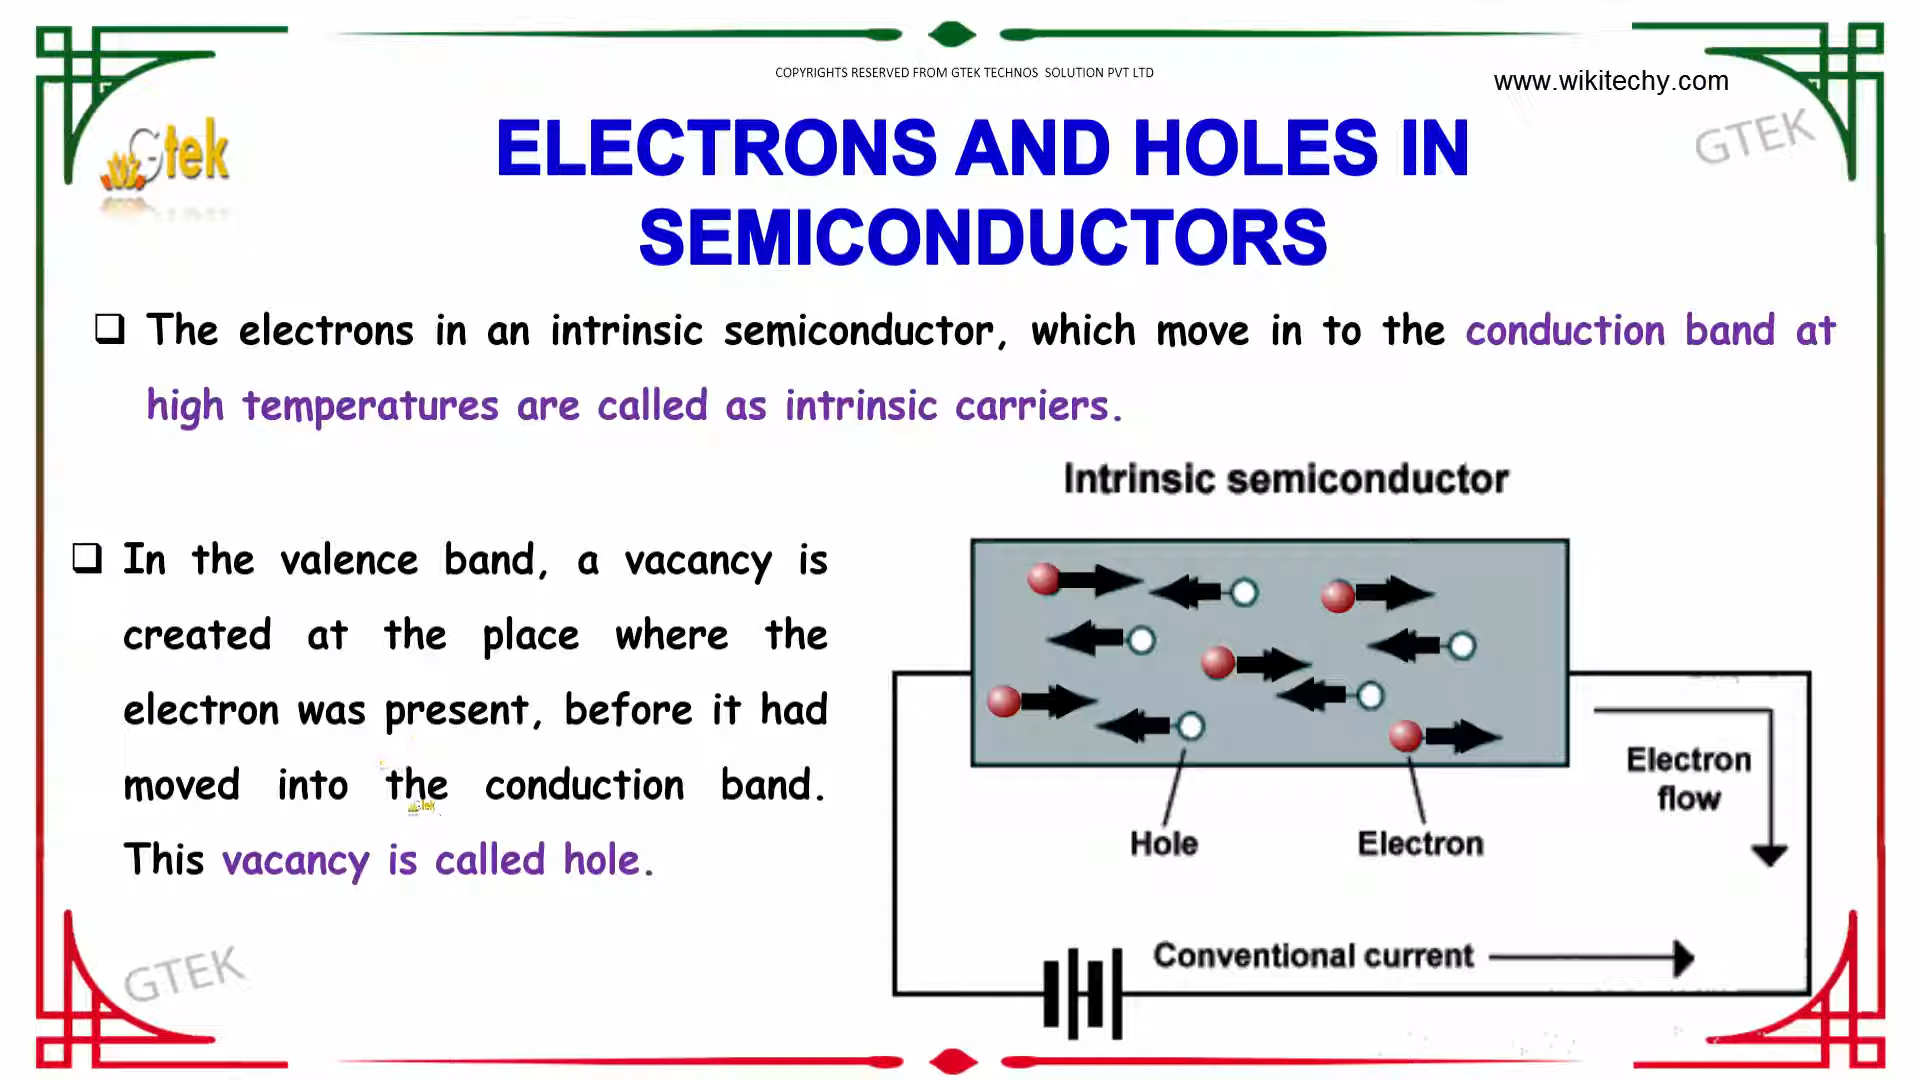 COPYRIGHTS RESERVED FROM GTEK TECHNOS SOLUTION PVT LTD
www.wikitechy.com
Gtek
GTEK
ELECTRONS AND HOLES IN
SEMICONDUCTORS
The electrons in an intrinsic semiconductor, which move in to the conduction band at
high temperatures are called as intrinsic carriers.
Intrinsic semiconductor
In the valence band, a vacancy is
created at the place where the
electron was present, before it had
moved into the conduction band.
This vacancy is called hole.
Electron
flow
Hole
Electron
Conventional current
GTEK